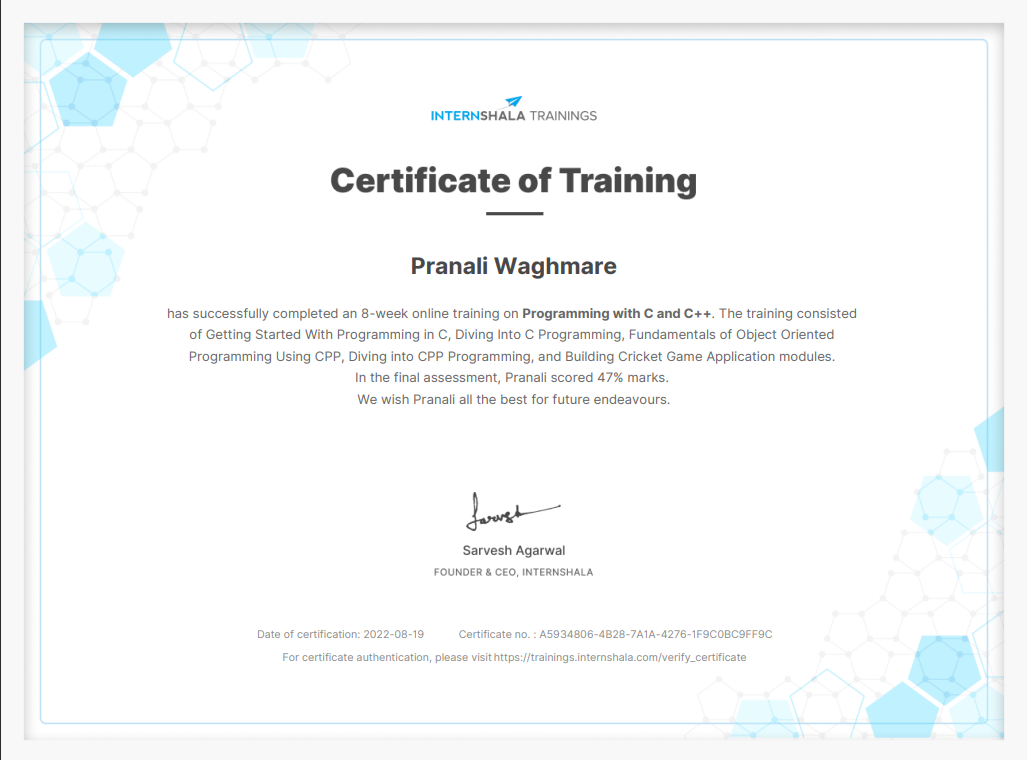 INTERNSHALA TRAININGS
Certificate of Training
Pranali Waghmare
has successfully completed an 8-week online training on Programming with C and C++. The training consisted
of Getting Started With Programming in C, Diving Into C Programming, Fundamentals of Object Oriented
Programming Using CPP, Diving into CPP Programming, and Building Cricket Game Application modules.
In the final assessment, Pranali scored 47% marks.
We wish Pranali all the best for future endeavours.
Sarvesh
Sarvesh Agarwal
FOUNDER & CEO, INTERNSHALA
Date of certification: 2022-08-19 Certificate no. : A5934806-4B28-7A1A-4276-1F9C0BC9FF9C
For certificate authentication, please visit https://trainings.internshala.com/verify_certificate